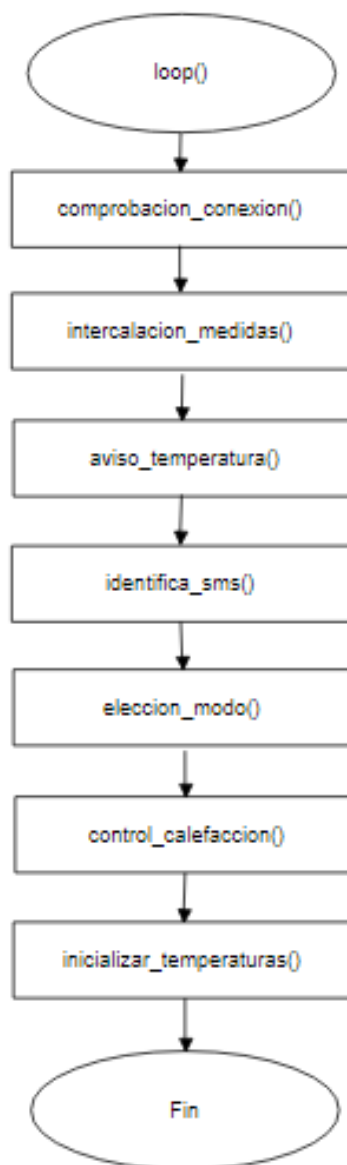 loop()
comprobacion_conexion()
intercalacion_medidas()
aviso_temperatura()
identifica_sms()
eleccion_modo()
control_calefaccion()
inicializar_temperaturas()
Fin